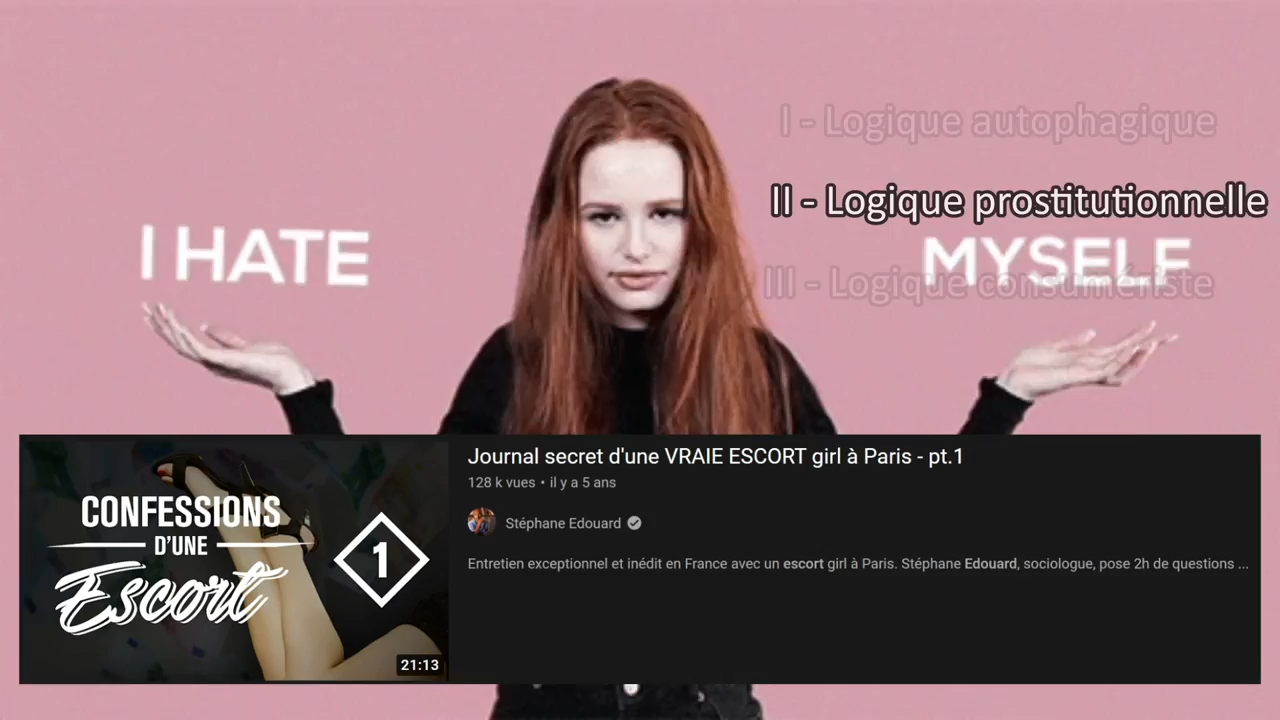 I - Logique autophagique
II - Logique prostitutionnelle
I HATE
MYSELF
III - Logique consumériste
Journal secret d'une VRAIE ESCORT girl à Paris - pt.1
128 k vues • il y a 5 ans
Stéphane Edouard
Entretien exceptionnel et inédit en France avec un escort girl à Paris. Stéphane Edouard, sociologue, pose 2h de questions ...
CONFESSIONS
D'UNE
Escort
1
21:13